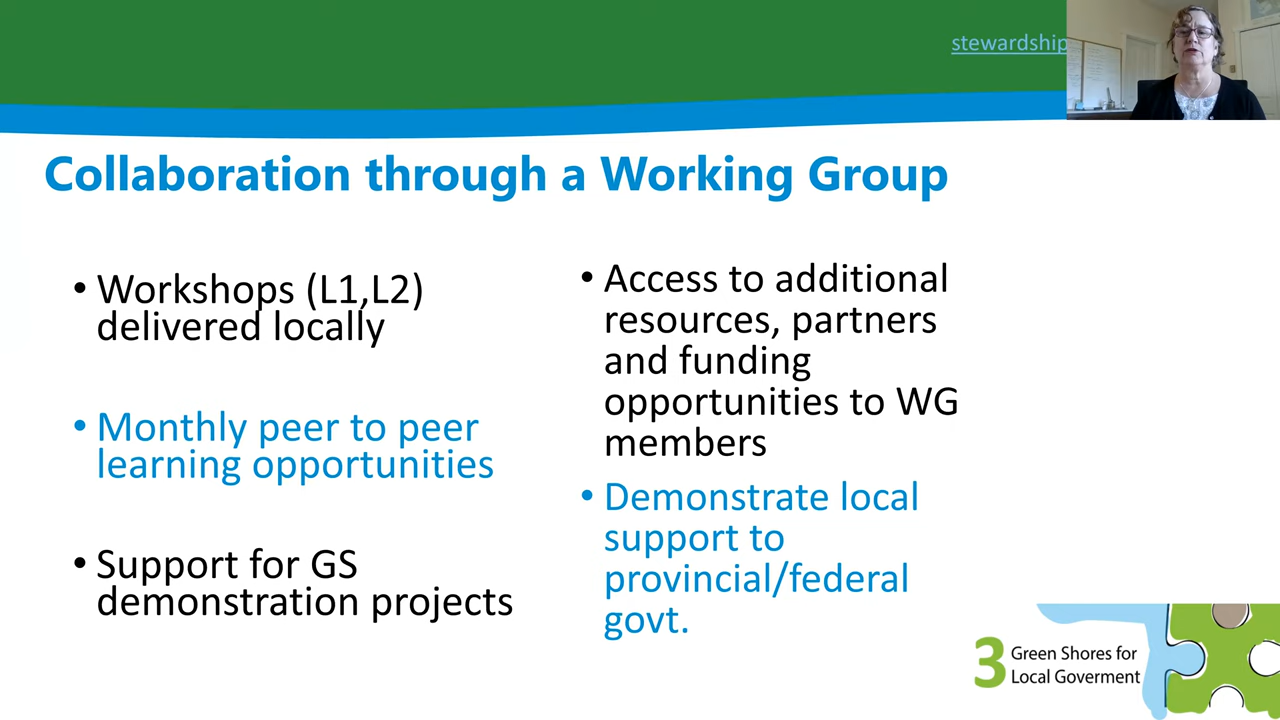 stewardship
Collaboration through a Working Group
• Workshops (L1,L2)
delivered locally
• Monthly peer to peer
learning opportunities
• Support for GS
demonstration projects
• Access to additional
resources, partners
and funding
opportunities to WG
members
• Demonstrate local
support to
provincial/federal
govt.
3 Green Shores for
Local Goverment